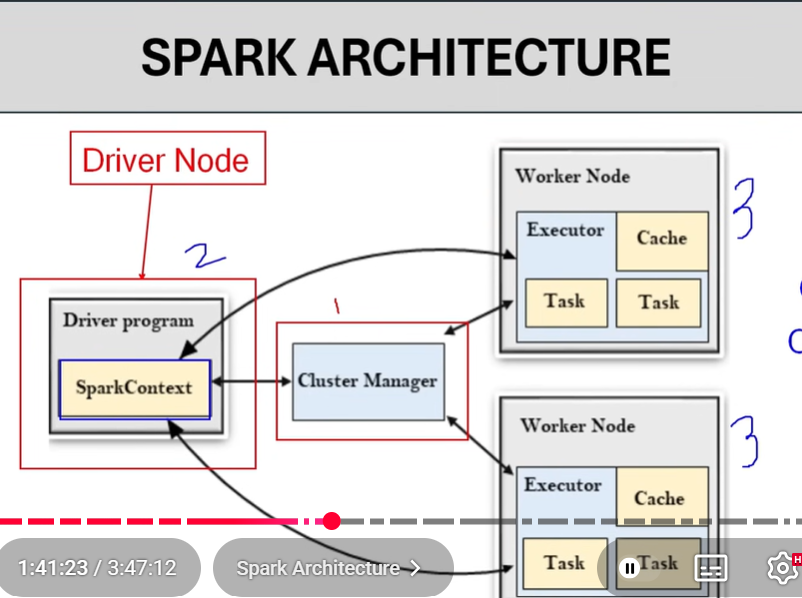 SPARK ARCHITECTURE
Driver Node
2
Driver program
SparkContext
1
Cluster Manager
Worker Node
Executor
Cache
Task
Task
3
Worker Node
Executor
Cache
Task
Task
3
1:41:23 / 3:47:12
Spark Architecture >